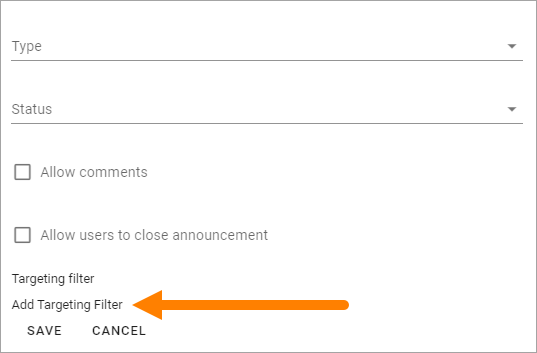 Type
Status
Allow comments
Allow users to close announcement
Targeting filter
Add Targeting Filter
SAVE CANCEL